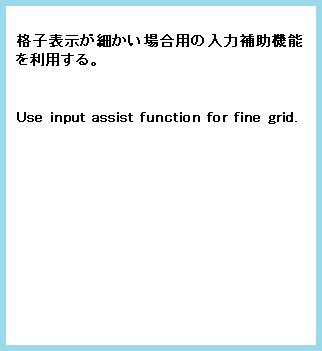 格子表示が細かい場合用の入力補助機能
を利用する。
Use input assist function for fine grid.